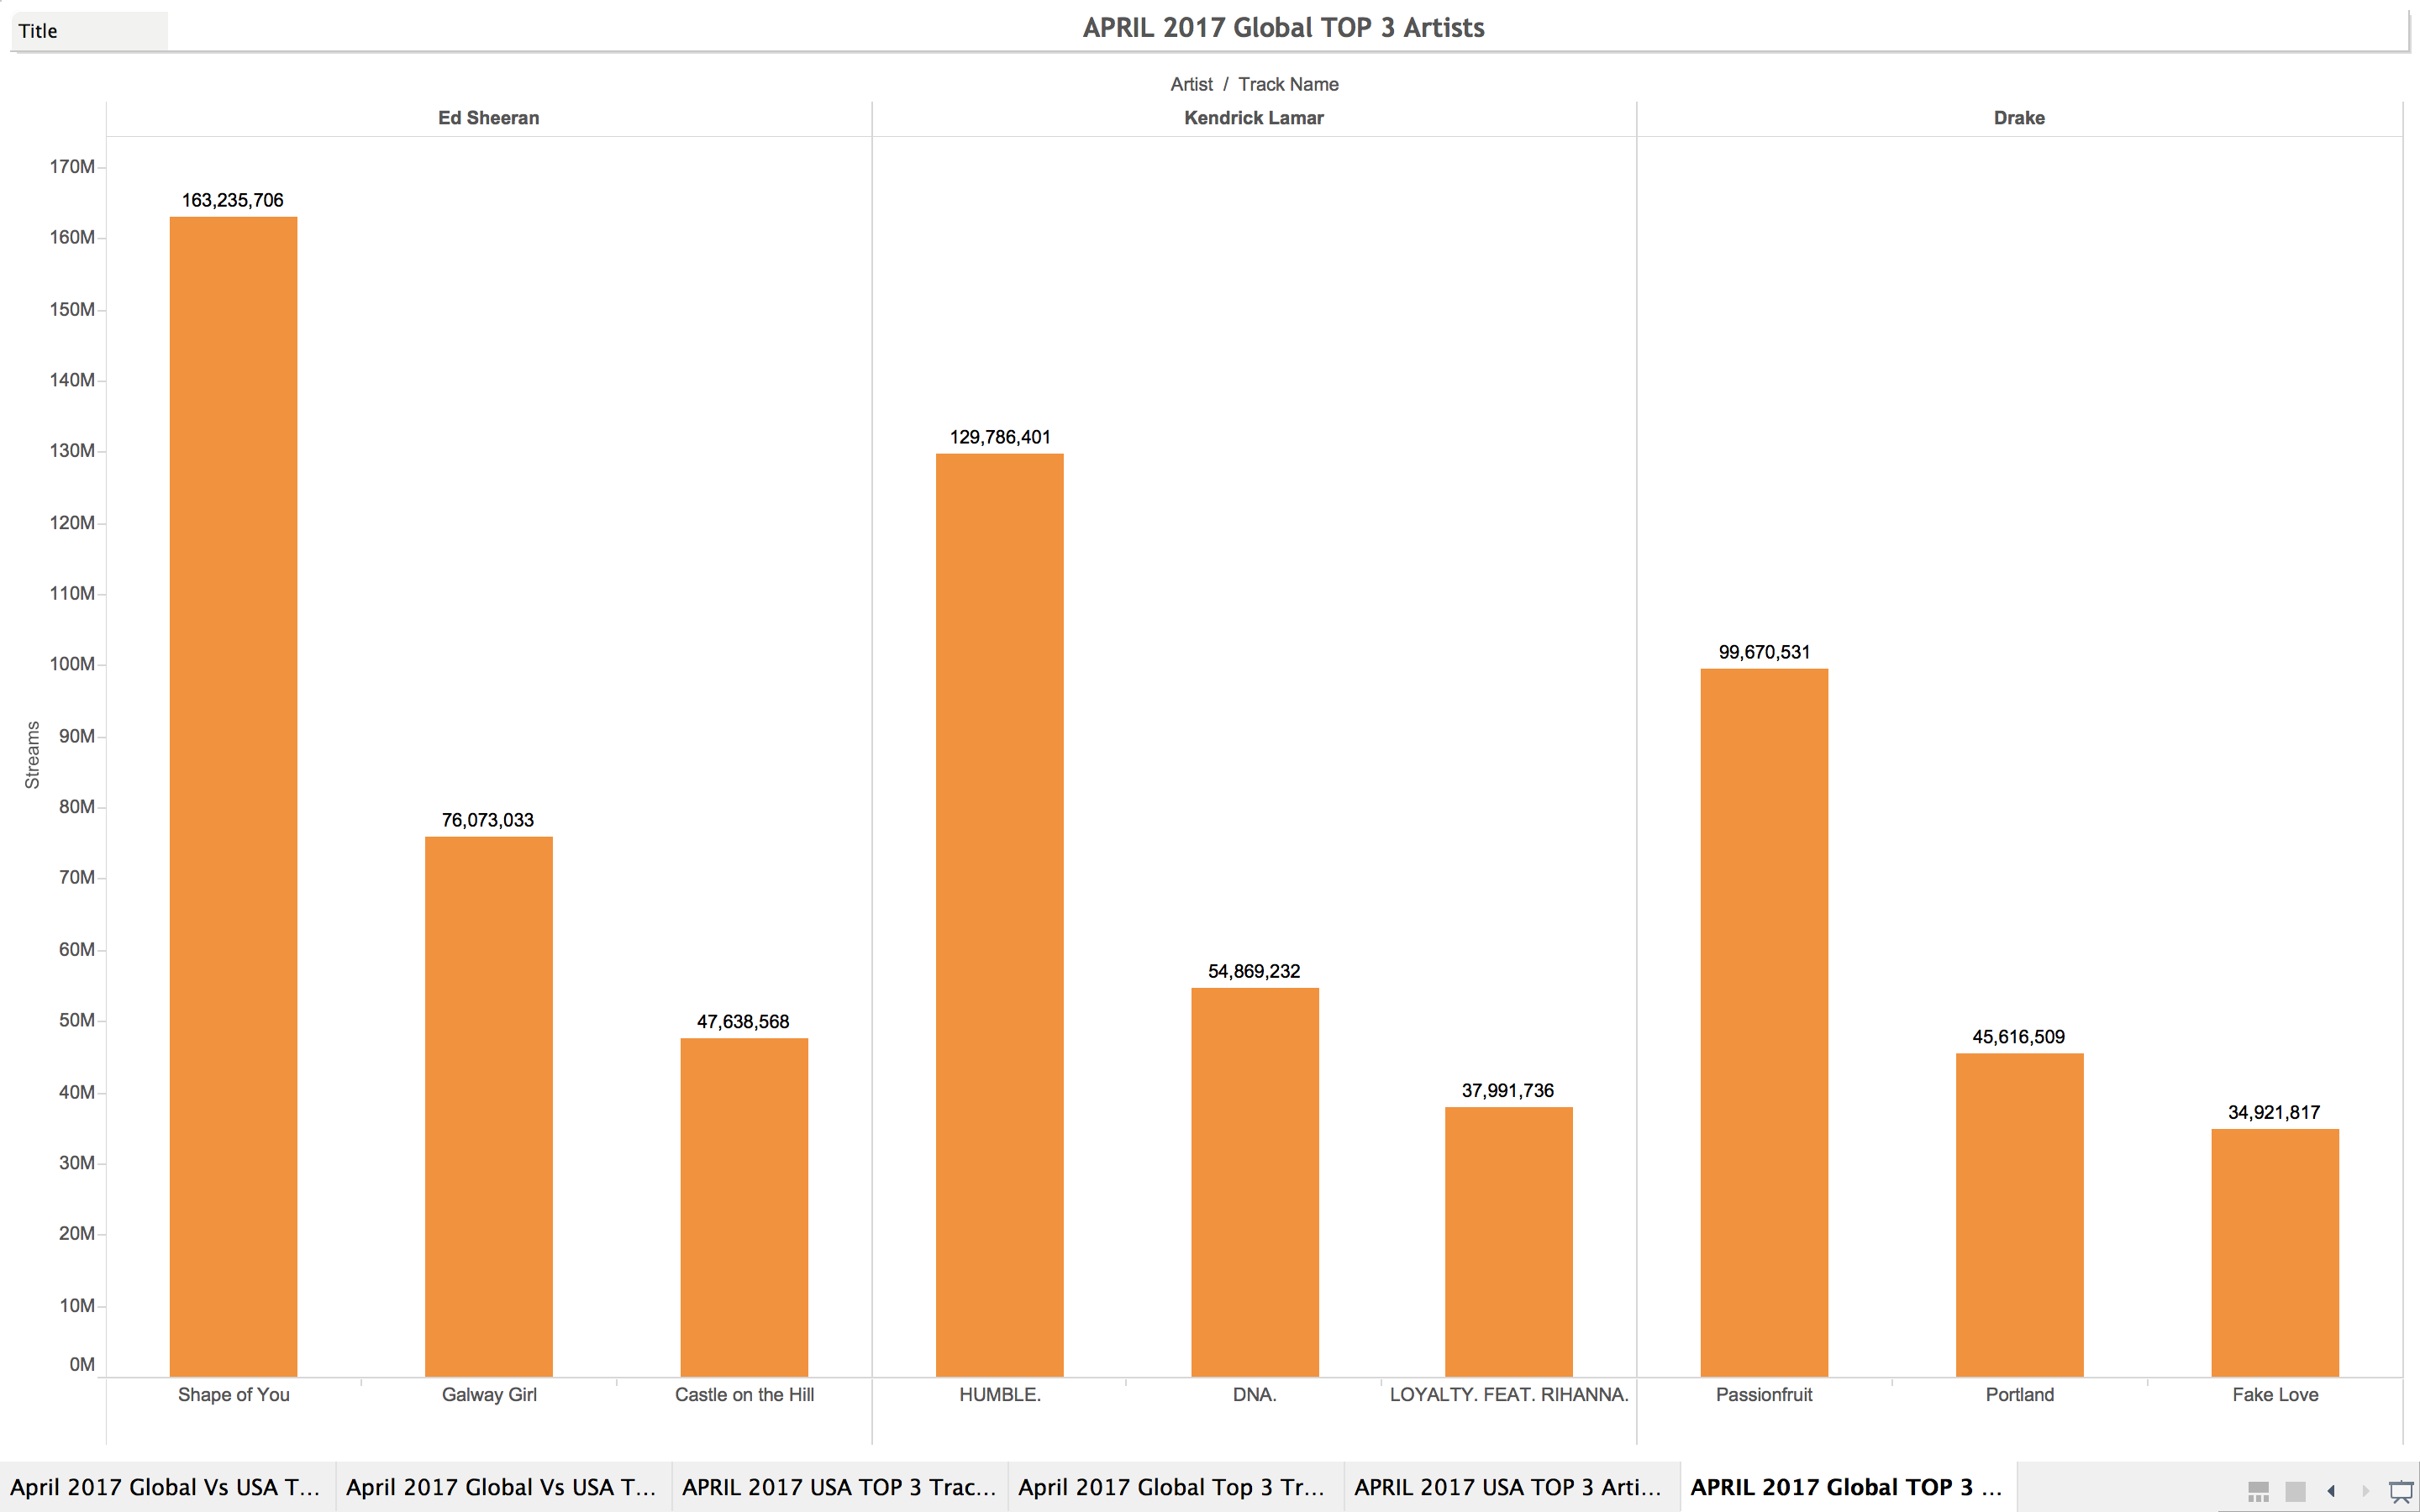 Title
APRIL 2017 Global TOP 3 Artists
Artist / Track Name
Ed Sheeran
Kendrick Lamar
Drake
Streams
170M
160M
150M
140M
130M
120M
110M
100M
90M
80M
70M
60M
50M
40M
30M
20M
10M
0M
163,235,706
76,073,033
47,638,568
129,786,401
54,869,232
37,991,736
99,670,531
45,616,509
34,921,817
Shape of You
Galway Girl
Castle on the Hill
HUMBLE.
DNA.
LOYALTY. FEAT. RIHANNA.
Passionfruit
Portland
Fake Love
April 2017 Global Vs USA T...
April 2017 Global Vs USA T...
APRIL 2017 USA TOP 3 Trac...
April 2017 Global Top 3 Tr...
APRIL 2017 USA TOP 3 Arti...
APRIL 2017 Global TOP 3 ...